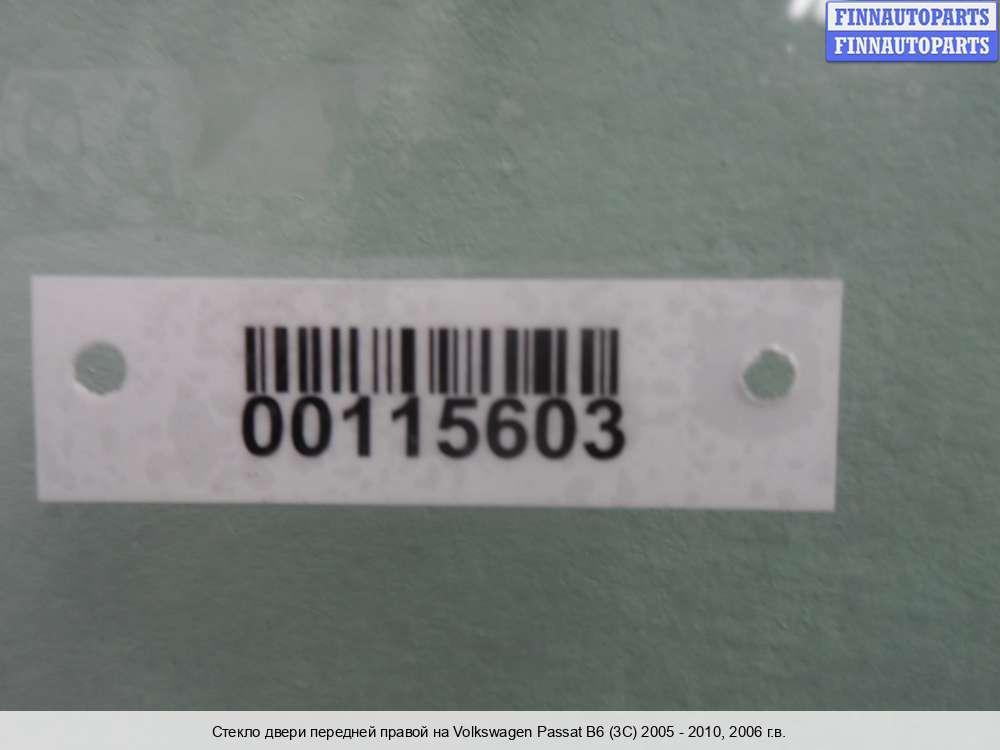 FINNAUTOPARTS
FINNAUTOPARTS
00115603
Стекло двери передней правой на Volkswagen Passat B6 (3C) 2005 - 2010, 2006 г.в.